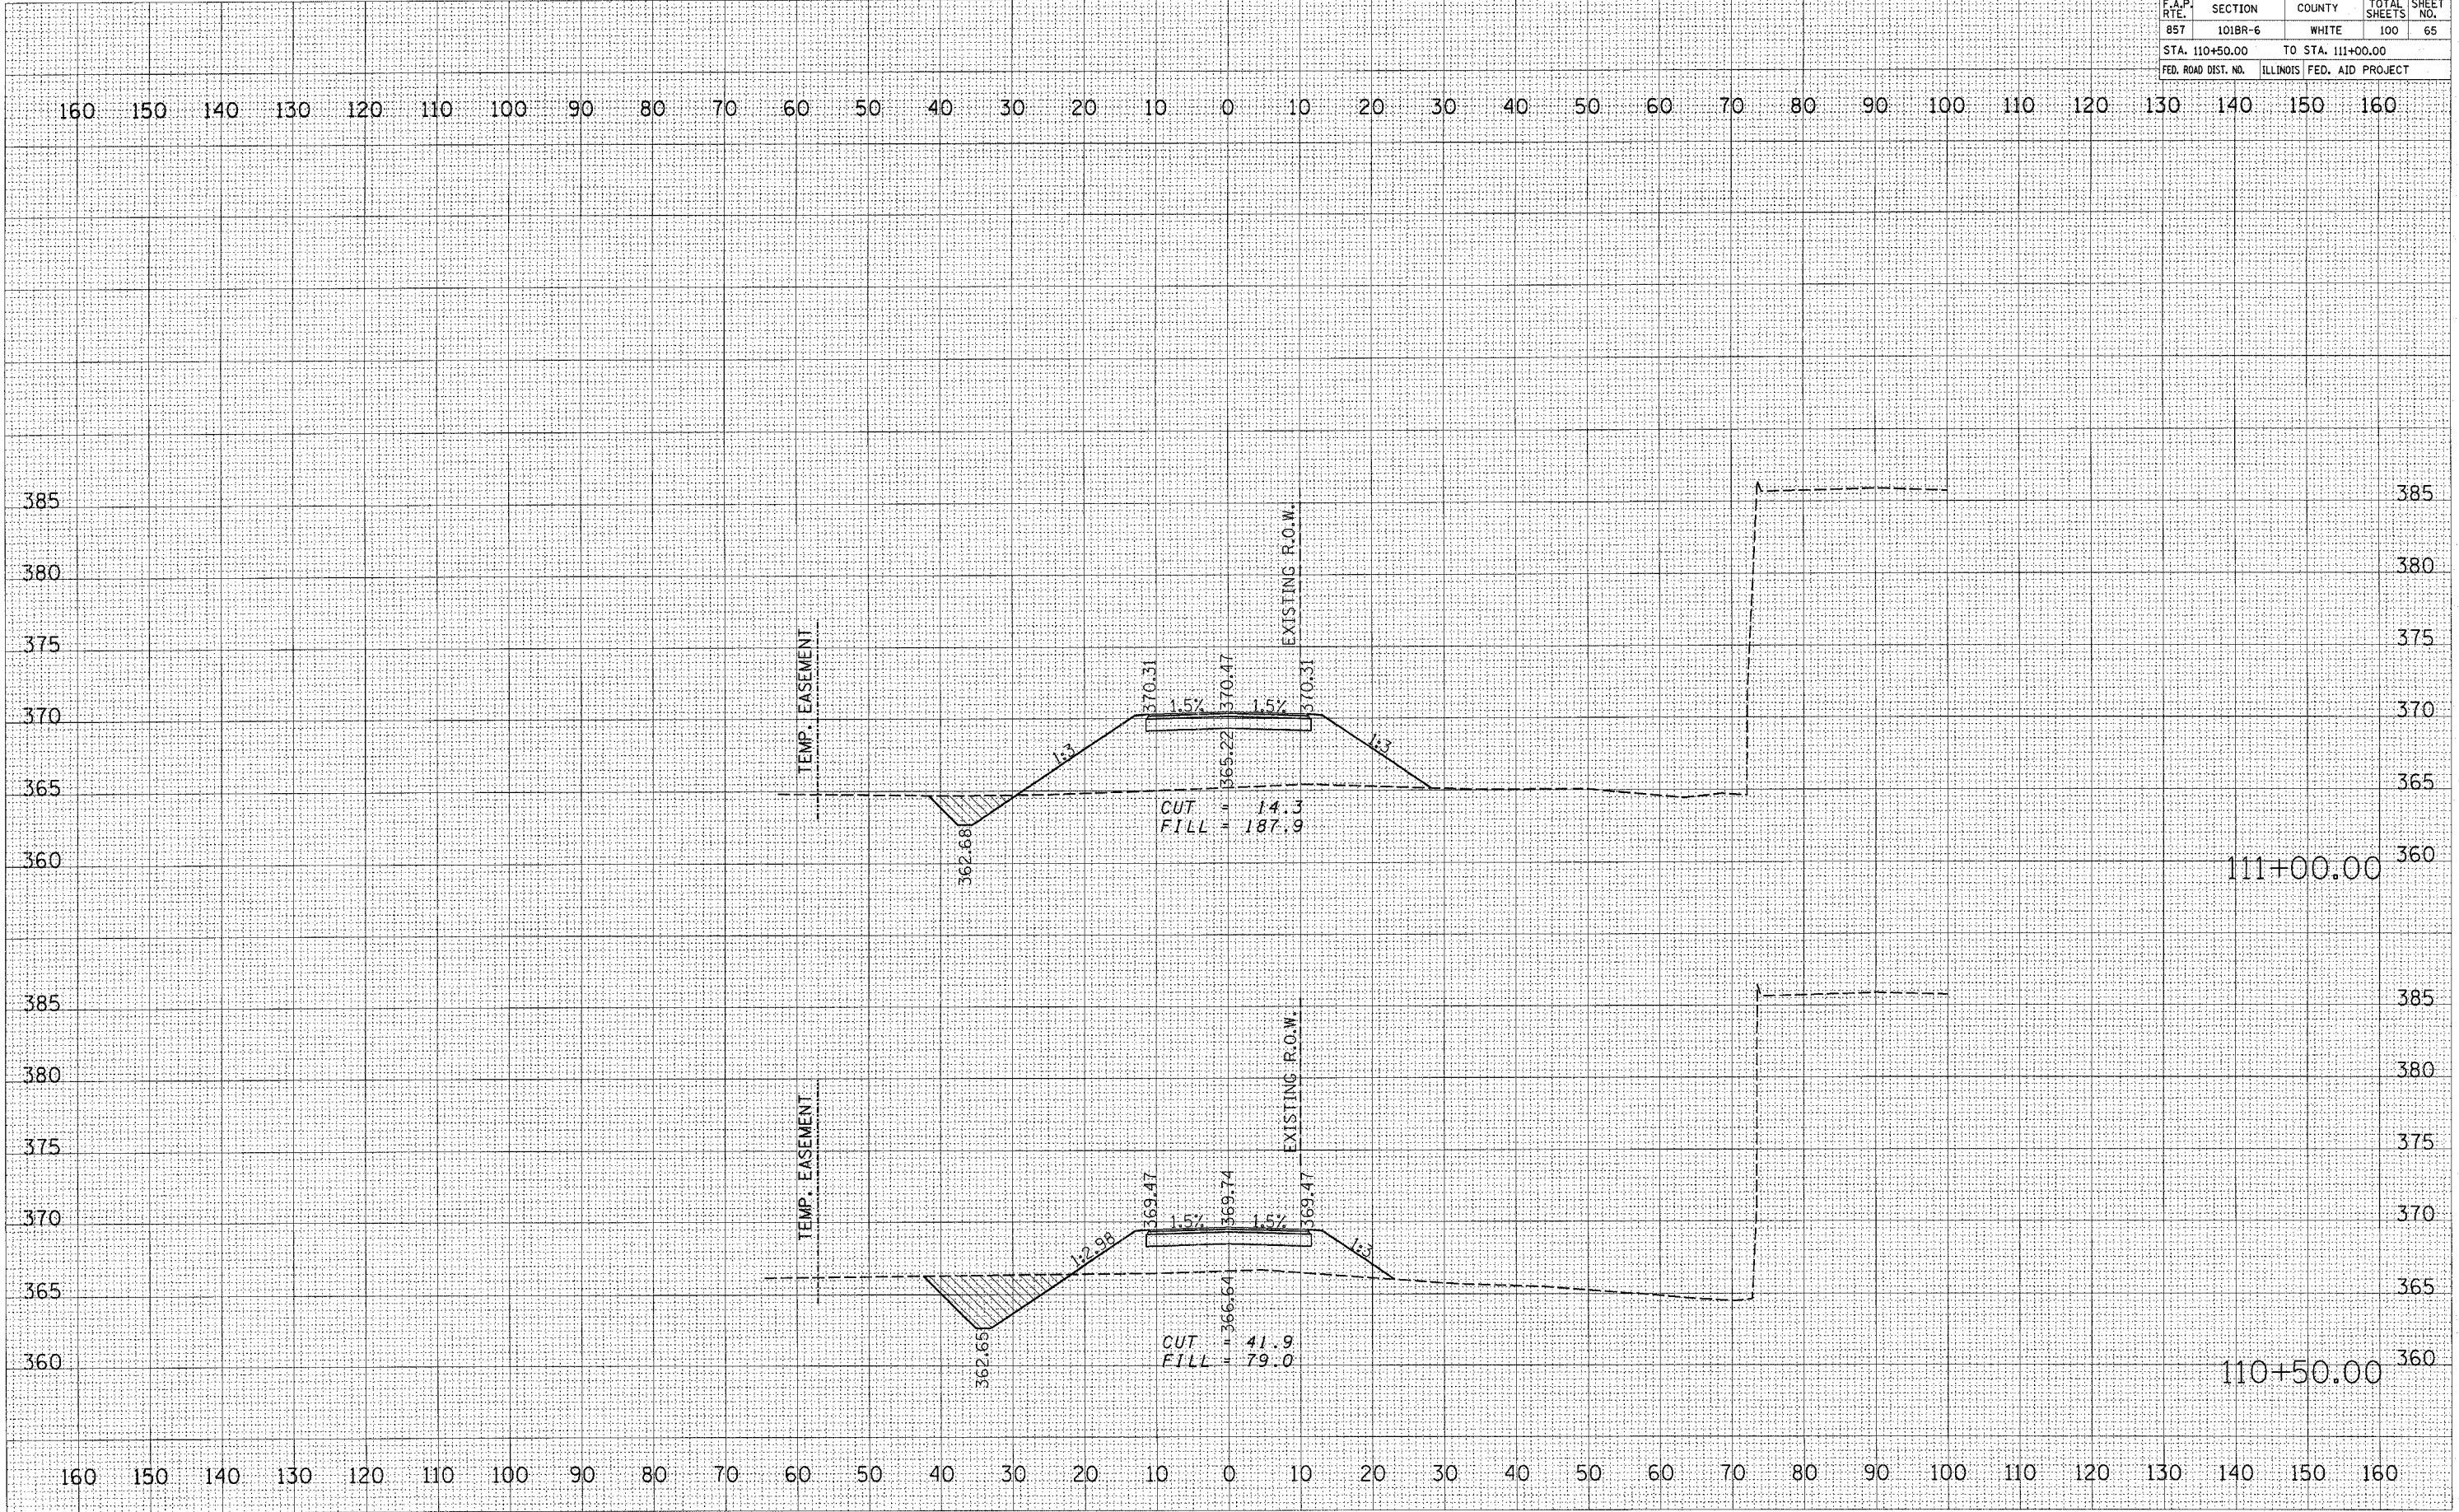 F.A.P. RTE. SECTION COUNTY TOTAL SHEETS SHEET NO.
857 101BR-6 WHITE 100 65
STA. 110+50.00 TO STA. 111+00.00
FED. ROAD DIST. NO. ILLINOIS FED. AID PROJECT
160 150 140 130 120 110 100 90 80 70 60 50 40 30 20 10 0 10 20 30 40 50 60 70 80 90 100 110 120 130 140 150 160
385 385
380 380
EXISTING R.O.W.
375 375
TEMP. EASEMENT
370.31 370.47 370.31
370 1.5% 1.5% 370
1:3 1:3
365.22
365 365
CUT = 14.3
FILL = 187.9
362.68
360 360
111+00.00
385 385
380 380
EXISTING R.O.W.
375 375
TEMP. EASEMENT
369.47 369.74 369.47
370 1.5% 1.5% 370
1:2.98 1:3
365 365
366.64
CUT = 41.9
FILL = 79.0
362.65
360 360
110+50.00
160 150 140 130 120 110 100 90 80 70 60 50 40 30 20 10 0 10 20 30 40 50 60 70 80 90 100 110 120 130 140 150 160